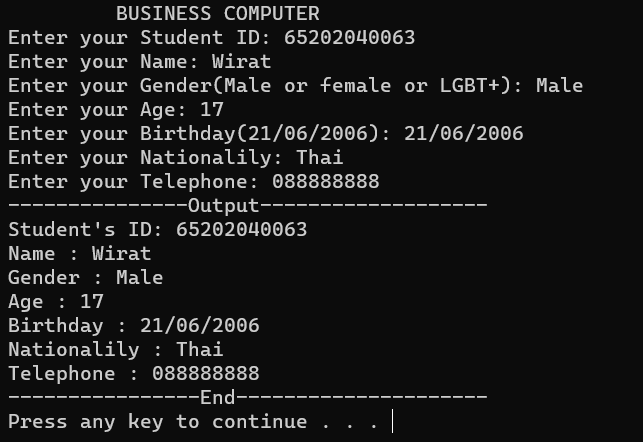 BUSINESS COMPUTER
Enter your Student ID: 65202040063
Enter your Name: Wirat
Enter your Gender(Male or female or LGBT+): Male
Enter your Age: 17
Enter your Birthday(21/06/2006): 21/06/2006
Enter your Nationalily: Thai
Enter your Telephone: 088888888
---------------Output-------------------
Student's ID: 65202040063
Name : Wirat
Gender : Male
Age : 17
Birthday : 21/06/2006
Nationalily : Thai
Telephone : 088888888
----------------End---------------------
Press any key to continue . . .